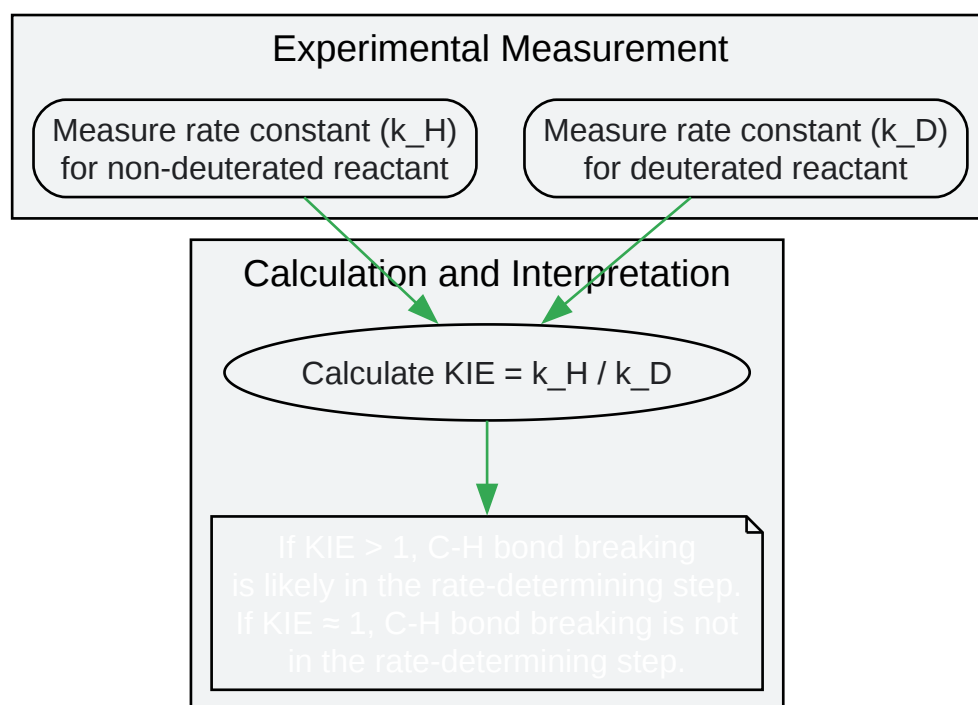 Experimental Measurement
Measure rate constant (k_H)
for non-deuterated reactant
Measure rate constant (k_D)
for deuterated reactant
Calculation and Interpretation
Calculate KIE = k_H / k_D
If KIE > 1, C-H bond breaking
is likely in the rate-determining step.
If KIE ≈ 1, C-H bond breaking is not
in the rate-determining step.